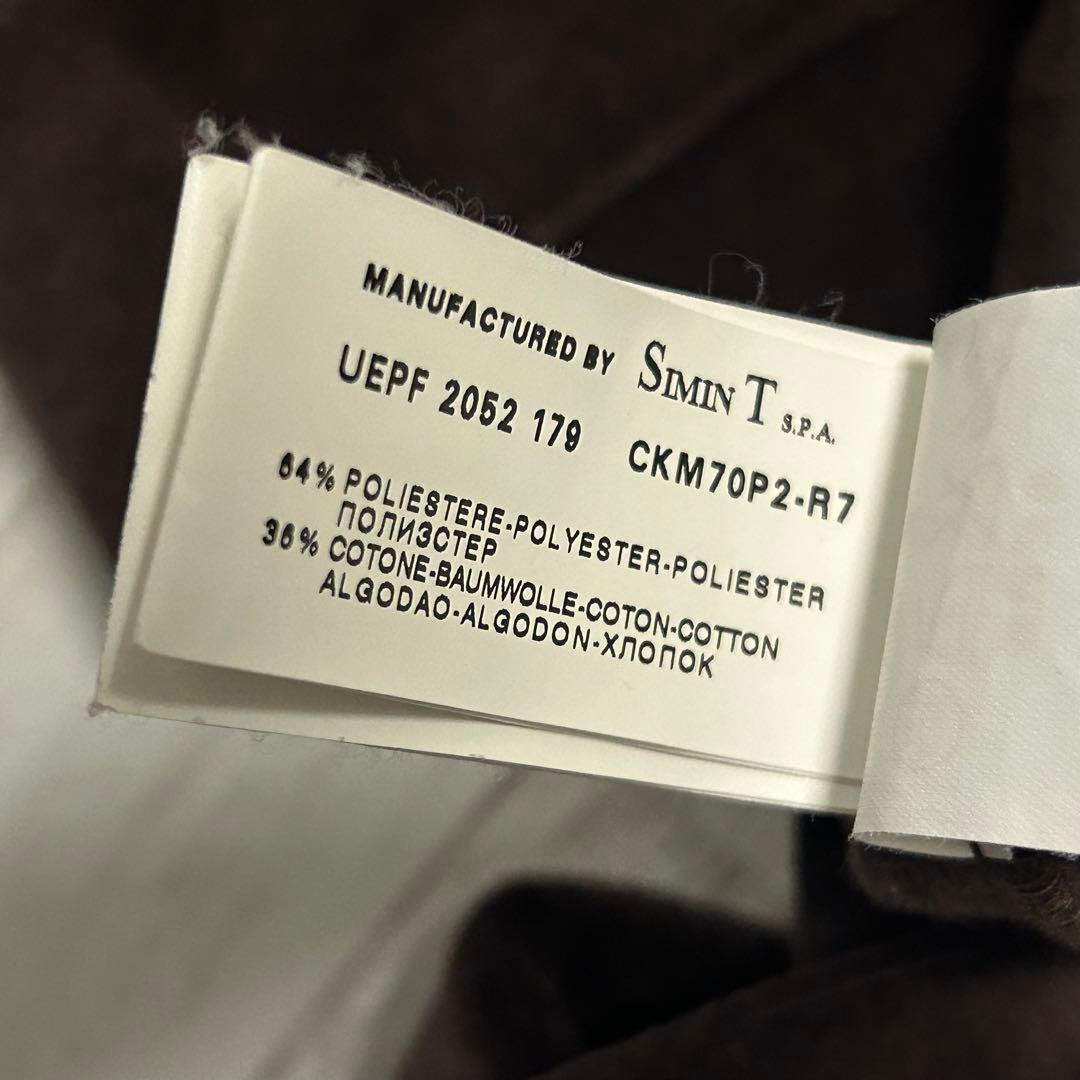 MANUFACTURED BY SIMIN T S.P.A.
UEPF 2052 179 CKM70P2-R7
64% POLIESTERE-POLYESTER-POLIESTER
ПОЛИЭСТЕР
36% COTONE-BAUMWOLLE-COTON-COTTON
ALGODAO-ALGODON-ХЛОПОК